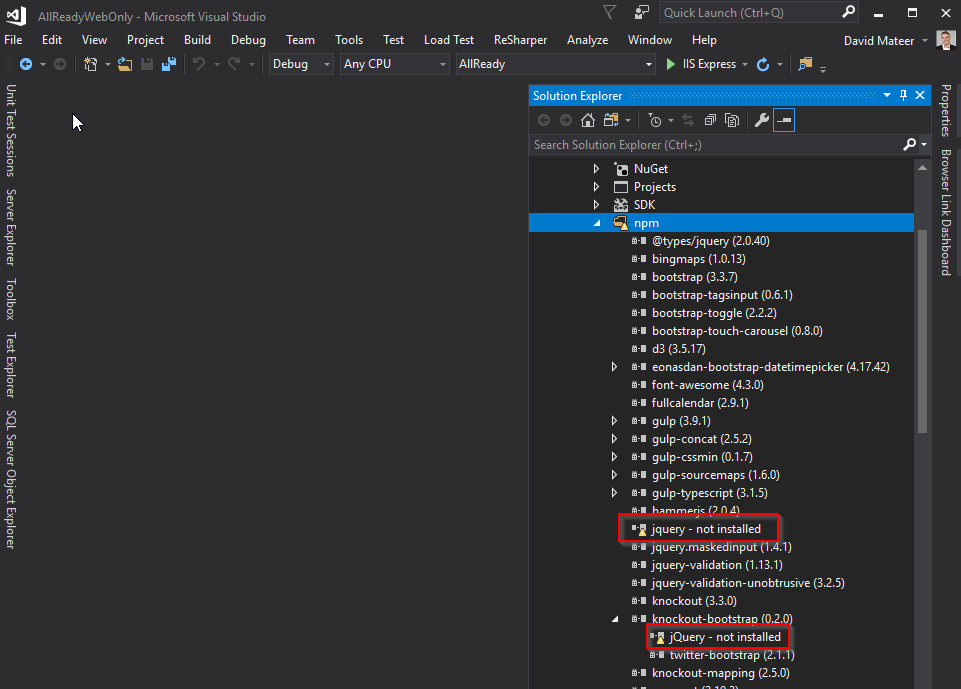 AllReadyWebOnly - Microsoft Visual Studio
Quick Launch (Ctrl+Q)
File Edit View Project Build Debug Team Tools Test Load Test ReSharper Analyze Window Help David Mateer
Debug Any CPU AllReady IIS Express
Unit Test Sessions
Server Explorer
Toolbox
Test Explorer
SQL Server Object Explorer
Solution Explorer
Search Solution Explorer (Ctrl+;)
NuGet
Projects
SDK
npm
@types/jquery (2.0.40)
bingmaps (1.0.13)
bootstrap (3.3.7)
bootstrap-tagsinput (0.6.1)
bootstrap-toggle (2.2.2)
bootstrap-touch-carousel (0.8.0)
d3 (3.5.17)
eonasdan-bootstrap-datetimepicker (4.17.42)
font-awesome (4.3.0)
fullcalendar (2.9.1)
gulp (3.9.1)
gulp-concat (2.5.2)
gulp-cssmin (0.1.7)
gulp-sourcemaps (1.6.0)
gulp-typescript (3.1.5)
hammerjs (2.0.4)
jquery - not installed
jquery.maskedinput (1.4.1)
jquery-validation (1.13.1)
jquery-validation-unobtrusive (3.2.5)
knockout (3.3.0)
knockout-bootstrap (0.2.0)
jQuery - not installed
twitter-bootstrap (2.1.1)
knockout-mapping (2.5.0)
Properties
Browser Link Dashboard